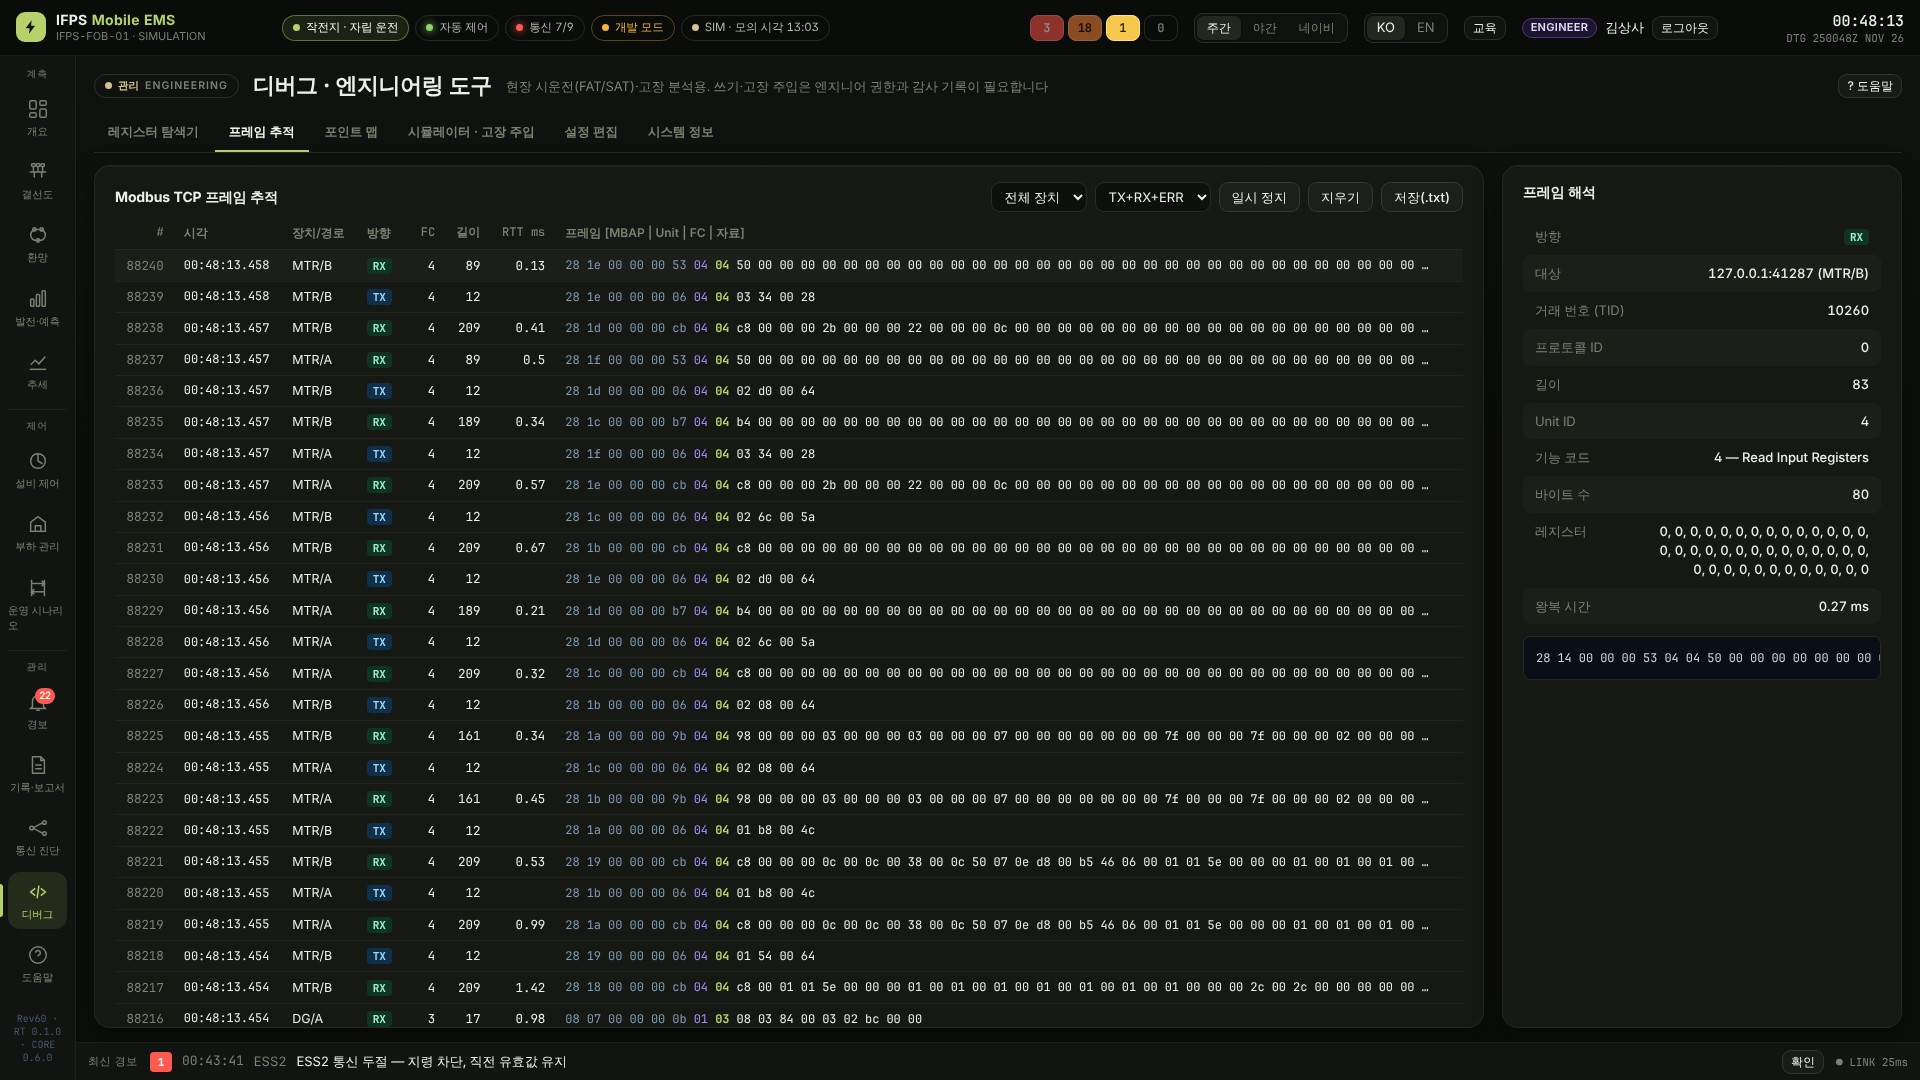 IFPS Mobile EMS
IFPS-FOB-01 · SIMULATION
작전지 · 자립 운전
자동 제어
통신 7/9
개발 모드
SIM · 모의 시각 13:03
3 18 1 0
주간 야간 네이비
KO EN
교육
ENGINEER 김상사 로그아웃
00:48:13
DTG 250048Z NOV 26
계측
개요
결선도
환망
발전·예측
추세
제어
설비 제어
부하 관리
운영 시나리오
관리
22
경보
기록·보고서
통신 진단
디버그
도움말
Rev60 ·
RT 0.1.0
· CORE
0.6.0
관리 ENGINEERING
디버그 · 엔지니어링 도구
현장 시운전(FAT/SAT)·고장 분석용. 쓰기·고장 주입은 엔지니어 권한과 감사 기록이 필요합니다
? 도움말
레지스터 탐색기 프레임 추적 포인트 맵 시뮬레이터 · 고장 주입 설정 편집 시스템 정보
Modbus TCP 프레임 추적
전체 장치 TX+RX+ERR 일시 정지 지우기 저장(.txt)
# 시각 장치/경로 방향 FC 길이 RTT ms 프레임 [MBAP | Unit | FC | 자료]
88240 00:48:13.458 MTR/B RX 4 89 0.13 28 1e 00 00 00 53 04 04 50 00 00 00 00 00 00 00 00 00 00 00 00 00 00 00 00 00 00 00 00 00 00 00 00 00 00 00 00 00 00 00 …
88239 00:48:13.458 MTR/B TX 4 12 28 1e 00 00 00 06 04 04 03 34 00 28
88238 00:48:13.457 MTR/B RX 4 209 0.41 28 1d 00 00 00 cb 04 04 c8 00 00 00 2b 00 00 00 22 00 00 00 0c 00 00 00 00 00 00 00 00 00 00 00 00 00 00 00 00 00 00 00 …
88237 00:48:13.457 MTR/A RX 4 89 0.5 28 1f 00 00 00 53 04 04 50 00 00 00 00 00 00 00 00 00 00 00 00 00 00 00 00 00 00 00 00 00 00 00 00 00 00 00 00 00 00 00 …
88236 00:48:13.457 MTR/B TX 4 12 28 1d 00 00 00 06 04 04 02 d0 00 64
88235 00:48:13.457 MTR/B RX 4 189 0.34 28 1c 00 00 00 b7 04 04 b4 00 00 00 00 00 00 00 00 00 00 00 00 00 00 00 00 00 00 00 00 00 00 00 00 00 00 00 00 00 00 00 …
88234 00:48:13.457 MTR/A TX 4 12 28 1f 00 00 00 06 04 04 03 34 00 28
88233 00:48:13.457 MTR/A RX 4 209 0.57 28 1e 00 00 00 cb 04 04 c8 00 00 00 2b 00 00 00 22 00 00 00 0c 00 00 00 00 00 00 00 00 00 00 00 00 00 00 00 00 00 00 00 …
88232 00:48:13.456 MTR/B TX 4 12 28 1c 00 00 00 06 04 04 02 6c 00 5a
88231 00:48:13.456 MTR/B RX 4 209 0.67 28 1b 00 00 00 cb 04 04 c8 00 00 00 00 00 00 00 00 00 00 00 00 00 00 00 00 00 00 00 00 00 00 00 00 00 00 00 00 00 00 00 …
88230 00:48:13.456 MTR/A TX 4 12 28 1e 00 00 00 06 04 04 02 d0 00 64
88229 00:48:13.456 MTR/A RX 4 189 0.21 28 1d 00 00 00 b7 04 04 b4 00 00 00 00 00 00 00 00 00 00 00 00 00 00 00 00 00 00 00 00 00 00 00 00 00 00 00 00 00 00 00 …
88228 00:48:13.456 MTR/A TX 4 12 28 1d 00 00 00 06 04 04 02 6c 00 5a
88227 00:48:13.456 MTR/A RX 4 209 0.32 28 1c 00 00 00 cb 04 04 c8 00 00 00 00 00 00 00 00 00 00 00 00 00 00 00 00 00 00 00 00 00 00 00 00 00 00 00 00 00 00 00 …
88226 00:48:13.456 MTR/B TX 4 12 28 1b 00 00 00 06 04 04 02 08 00 64
88225 00:48:13.455 MTR/B RX 4 161 0.34 28 1a 00 00 00 9b 04 04 98 00 00 00 03 00 00 00 03 00 00 00 07 00 00 00 00 00 00 00 7f 00 00 00 7f 00 00 00 02 00 00 00 …
88224 00:48:13.455 MTR/A TX 4 12 28 1c 00 00 00 06 04 04 02 08 00 64
88223 00:48:13.455 MTR/A RX 4 161 0.45 28 1b 00 00 00 9b 04 04 98 00 00 00 03 00 00 00 03 00 00 00 07 00 00 00 00 00 00 00 7f 00 00 00 7f 00 00 00 02 00 00 00 …
88222 00:48:13.455 MTR/B TX 4 12 28 1a 00 00 00 06 04 04 01 b8 00 4c
88221 00:48:13.455 MTR/B RX 4 209 0.53 28 19 00 00 00 cb 04 04 c8 00 00 00 0c 00 0c 00 38 00 0c 50 07 0e d8 00 b5 46 06 00 01 01 5e 00 00 00 01 00 01 00 01 00 …
88220 00:48:13.455 MTR/A TX 4 12 28 1b 00 00 00 06 04 04 01 b8 00 4c
88219 00:48:13.455 MTR/A RX 4 209 0.99 28 1a 00 00 00 cb 04 04 c8 00 00 00 0c 00 0c 00 38 00 0c 50 07 0e d8 00 b5 46 06 00 01 01 5e 00 00 00 01 00 01 00 01 00 …
88218 00:48:13.454 MTR/B TX 4 12 28 19 00 00 00 06 04 04 01 54 00 64
88217 00:48:13.454 MTR/B RX 4 209 1.42 28 18 00 00 00 cb 04 04 c8 00 01 01 5e 00 00 00 01 00 01 00 01 00 01 00 01 00 01 00 01 00 00 00 2c 00 2c 00 00 00 00 00 …
88216 00:48:13.454 DG/A RX 3 17 0.98 08 07 00 00 00 0b 01 03 08 03 84 00 03 02 bc 00 00
프레임 해석
방향 RX
대상 127.0.0.1:41287 (MTR/B)
거래 번호 (TID) 10260
프로토콜 ID 0
길이 83
Unit ID 4
기능 코드 4 — Read Input Registers
바이트 수 80
레지스터 0, 0, 0, 0, 0, 0, 0, 0, 0, 0, 0, 0, 0, 0,
0, 0, 0, 0, 0, 0, 0, 0, 0, 0, 0, 0, 0, 0,
0, 0, 0, 0, 0, 0, 0, 0, 0, 0, 0, 0
왕복 시간 0.27 ms
28 14 00 00 00 53 04 04 50 00 00 00 00 00 00 00
최신 경보 1 00:43:41 ESS2 ESS2 통신 두절 — 지령 차단, 직전 유효값 유지
확인
LINK 25ms